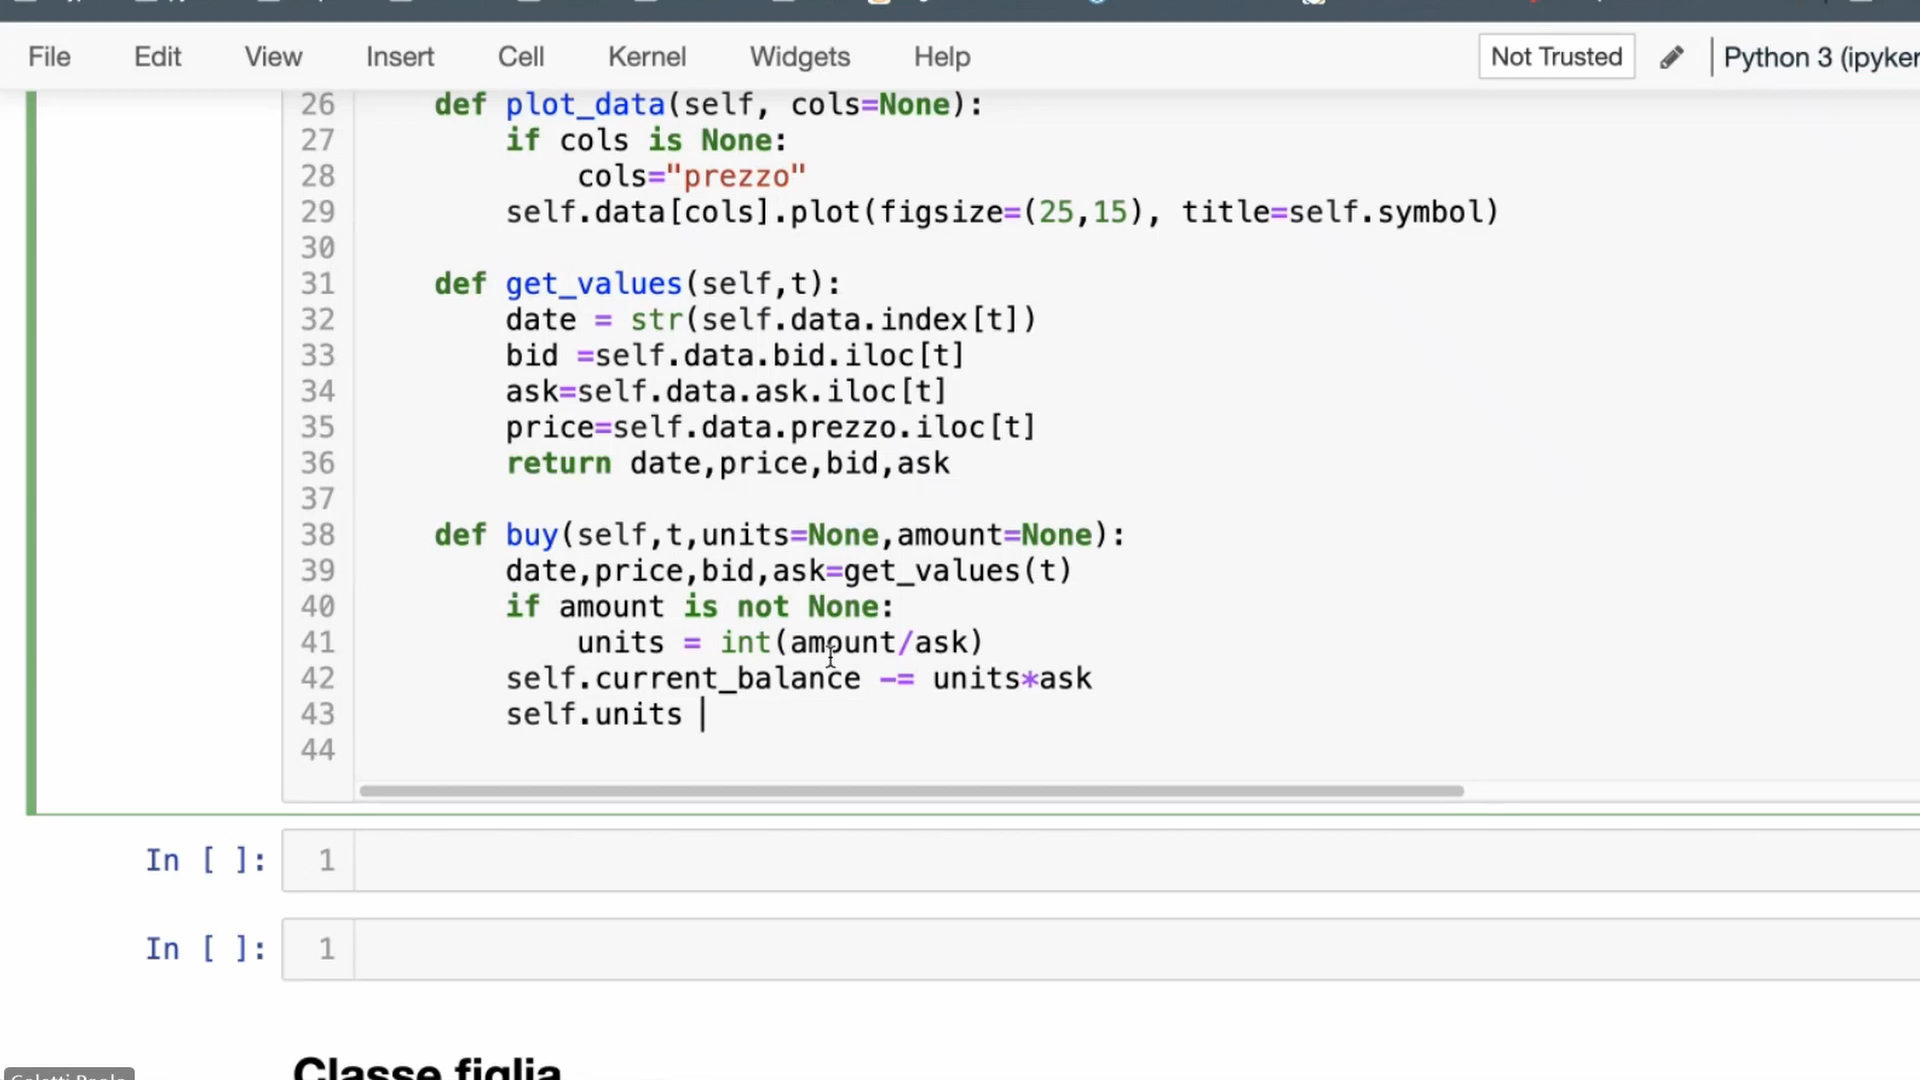 File Edit View Insert Cell Kernel Widgets Help Not Trusted Python 3 (ipyker
26 def plot_data(self, cols=None):
27 if cols is None:
28 cols="prezzo"
29 self.data[cols].plot(figsize=(25,15), title=self.symbol)
30
31 def get_values(self,t):
32 date = str(self.data.index[t])
33 bid =self.data.bid.iloc[t]
34 ask=self.data.ask.iloc[t]
35 price=self.data.prezzo.iloc[t]
36 return date,price,bid,ask
37
38 def buy(self,t,units=None,amount=None):
39 date,price,bid,ask=get_values(t)
40 if amount is not None:
41 units = int(amount/ask)
42 self.current_balance -= units*ask
43 self.units
44
In [ ]: 1
In [ ]: 1
Classe figlia